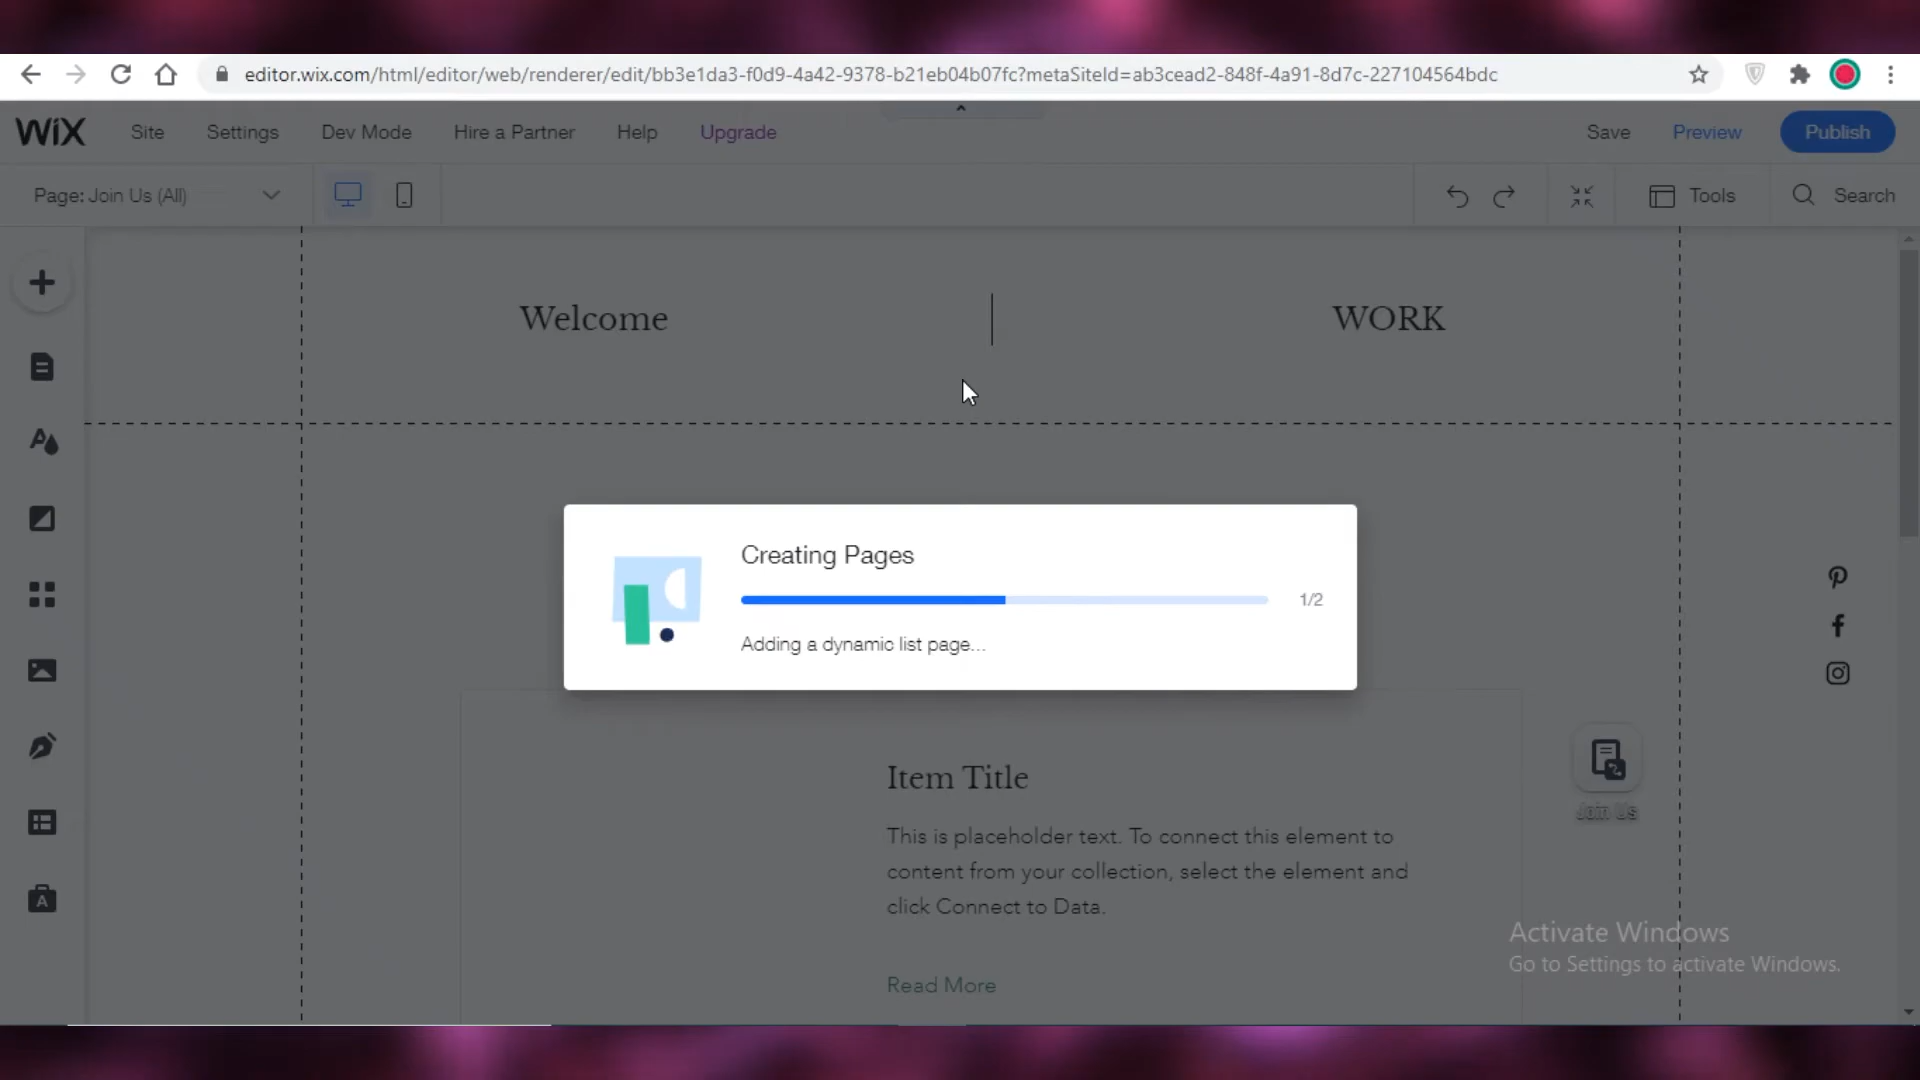 editor.wix.com/html/editor/web/renderer/edit/bb3e1da3-f0d9-4a42-9378-b21eb04b07fc?metaSiteId=ab3cead2-848f-4a91-8d7c-227104564bdc
WiX Site Settings Dev Mode Hire a Partner Help Upgrade Save Preview Publish
Page: Join Us (All) Tools Search
Welcome WORK
Creating Pages
1/2
Adding a dynamic list page...
Item Title
Join Us
This is placeholder text. To connect this element to
content from your collection, select the element and
click Connect to Data.
Read More
Activate Windows
Go to Settings to activate Windows.